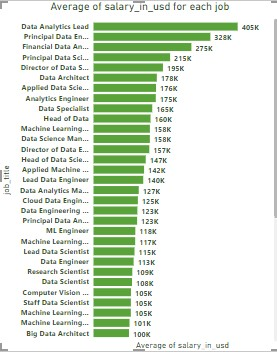 Average of salary_in_usd for each job
Data Analytics Lead 405K
Principal Data En... 328K
Financial Data An... 275K
Principal Data Sci... 215K
Director of Data S... 195K
Data Architect 178K
Applied Data Scie... 176K
Analytics Engineer 175K
Data Specialist 165K
Head of Data 160K
Machine Learning... 158K
Data Science Man... 158K
Director of Data E... 157K
Head of Data Scie... 147K
Applied Machine ... 142K
Lead Data Engineer 140K
Data Analytics Ma... 127K
Cloud Data Engin... 125K
Data Engineering ... 123K
Principal Data An... 123K
ML Engineer 118K
Machine Learning... 117K
Lead Data Scientist 115K
Data Engineer 113K
Research Scientist 109K
Data Scientist 108K
Computer Vision ... 105K
Staff Data Scientist 105K
Machine Learning... 105K
Machine Learning... 101K
Big Data Architect 100K
job_title
Average of salary_in_usd